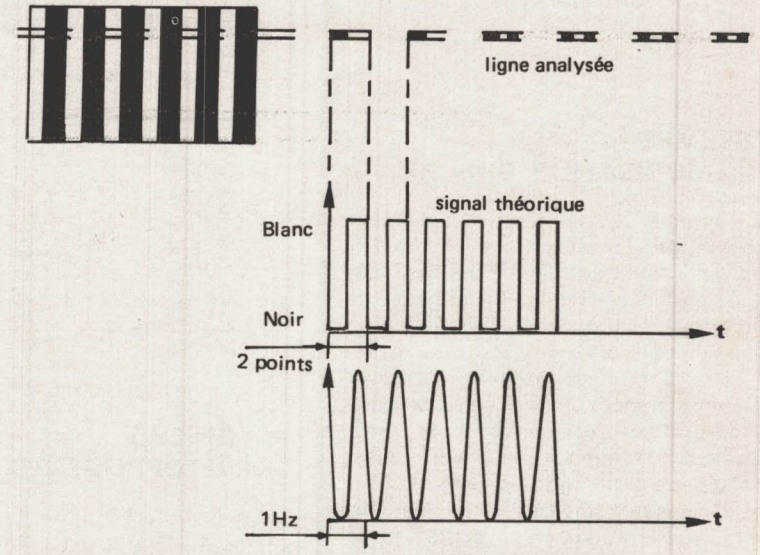 ligne analysée
signal théorique
Blanc
Noir
t
2 points
1Hz
t